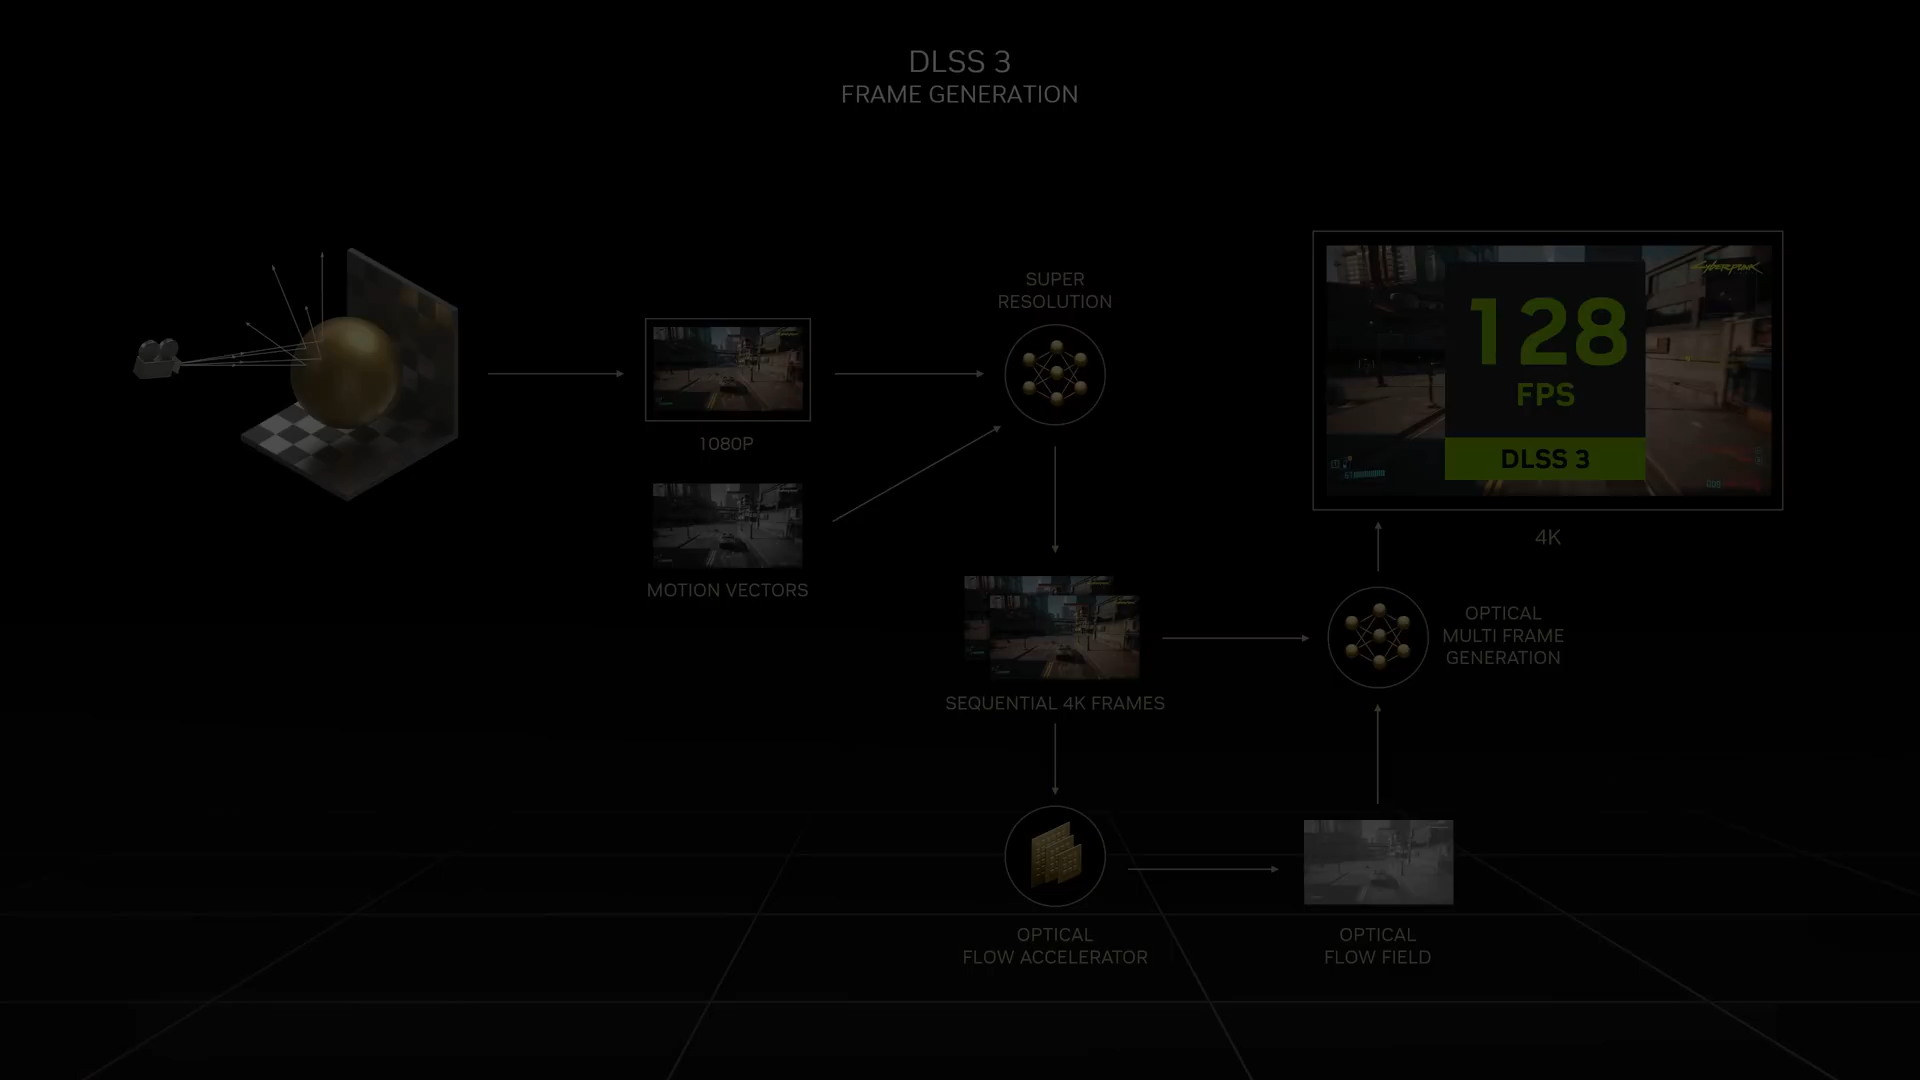 DLSS 3
FRAME GENERATION
SUPER
RESOLUTION
1080P
MOTION VECTORS
CYBERPUNK
128
FPS
DLSS 3
4K
SEQUENTIAL 4K FRAMES
OPTICAL
MULTI FRAME
GENERATION
OPTICAL
FLOW ACCELERATOR
OPTICAL
FLOW FIELD